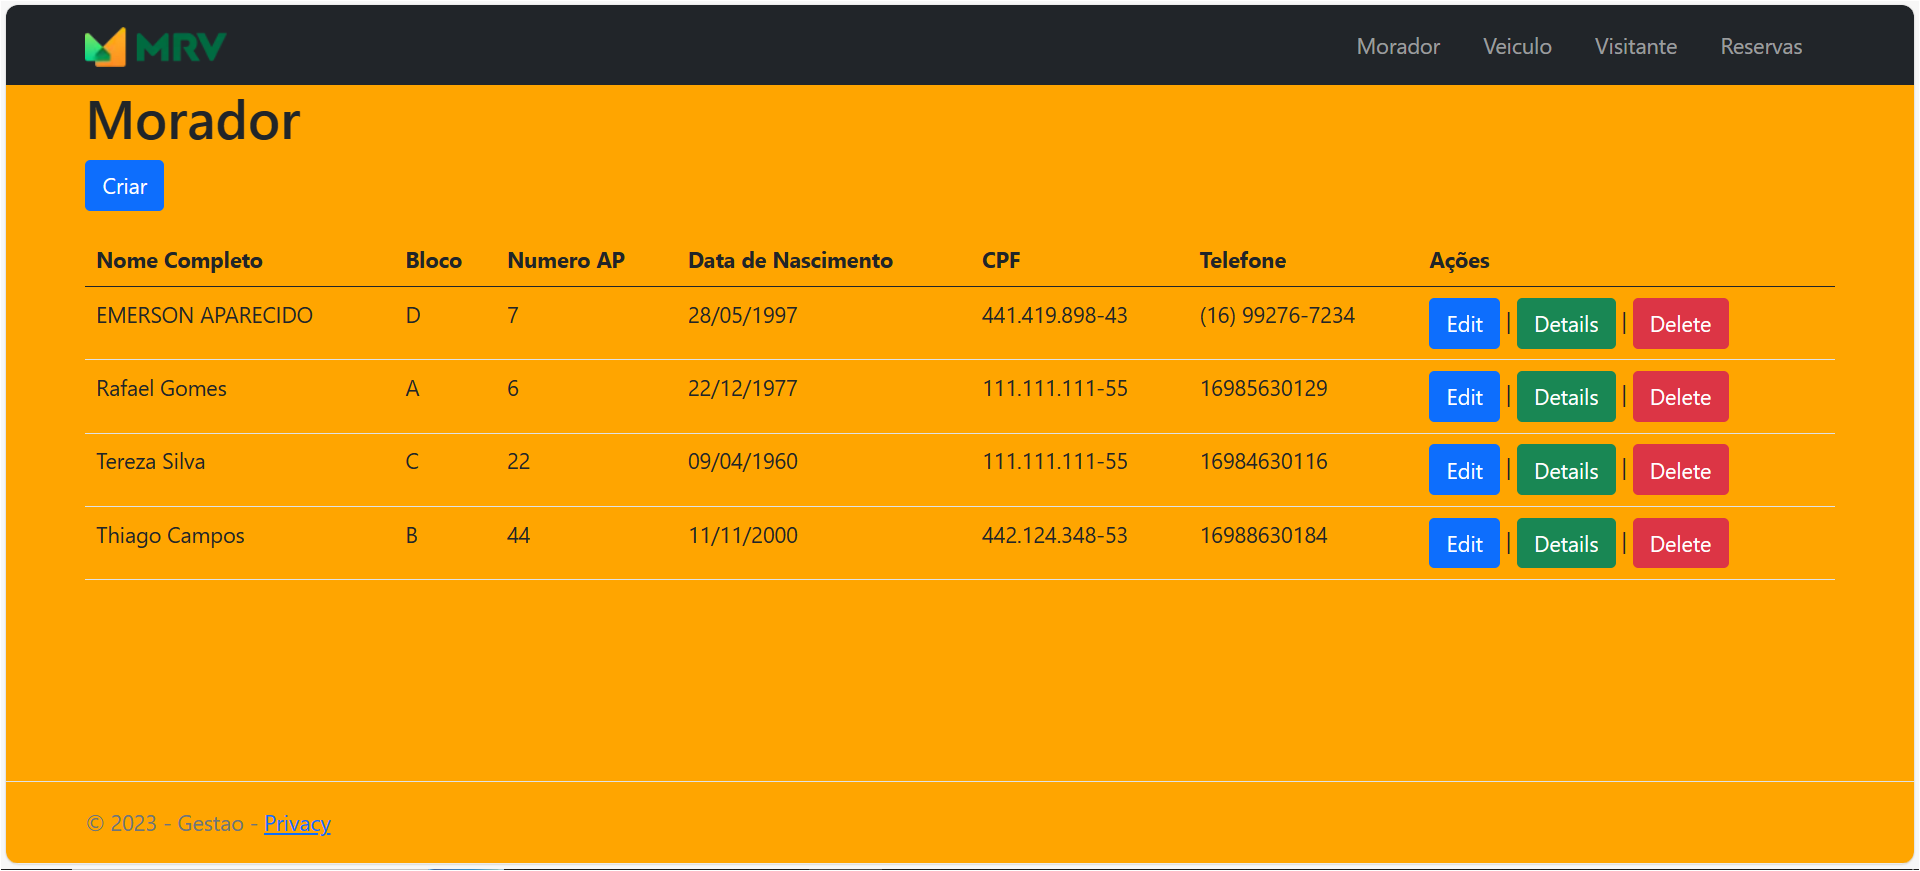 MRV Morador Veiculo Visitante Reservas
Morador
Criar
Nome Completo Bloco Numero AP Data de Nascimento CPF Telefone Ações
EMERSON APARECIDO D 7 28/05/1997 441.419.898-43 (16) 99276-7234 Edit | Details | Delete
Rafael Gomes A 6 22/12/1977 111.111.111-55 16985630129 Edit | Details | Delete
Tereza Silva C 22 09/04/1960 111.111.111-55 16984630116 Edit | Details | Delete
Thiago Campos B 44 11/11/2000 442.124.348-53 16988630184 Edit | Details | Delete
© 2023 - Gestao - Privacy